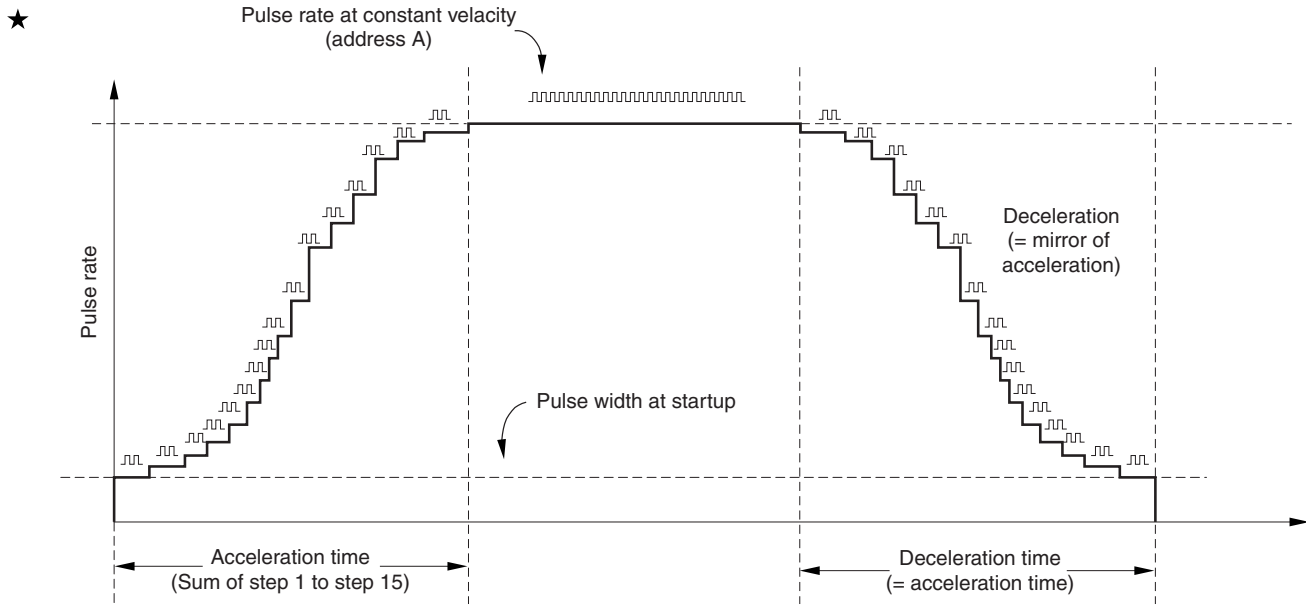 ★
Pulse rate at constant velacity
(address A)
Pulse rate
Deceleration
(= mirror of
acceleration)
Pulse width at startup
Acceleration time
(Sum of step 1 to step 15)
Deceleration time
(= acceleration time)